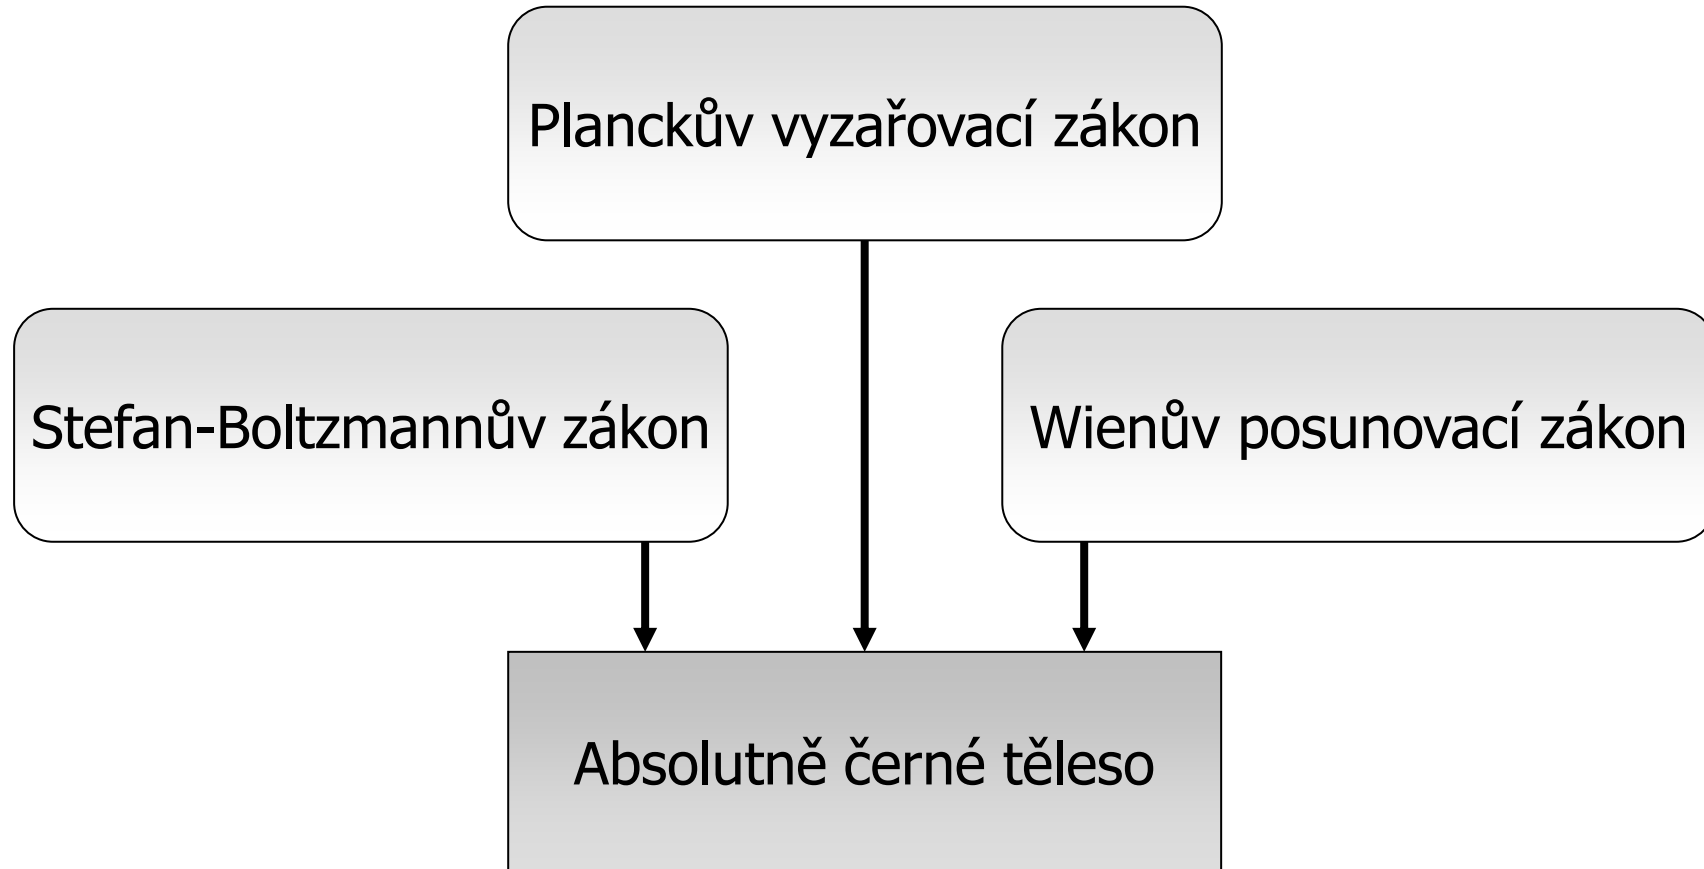 Planckův vyzařovací zákon
Stefan-Boltzmannův zákon
Wienův posunovací zákon
Absolutně černé těleso